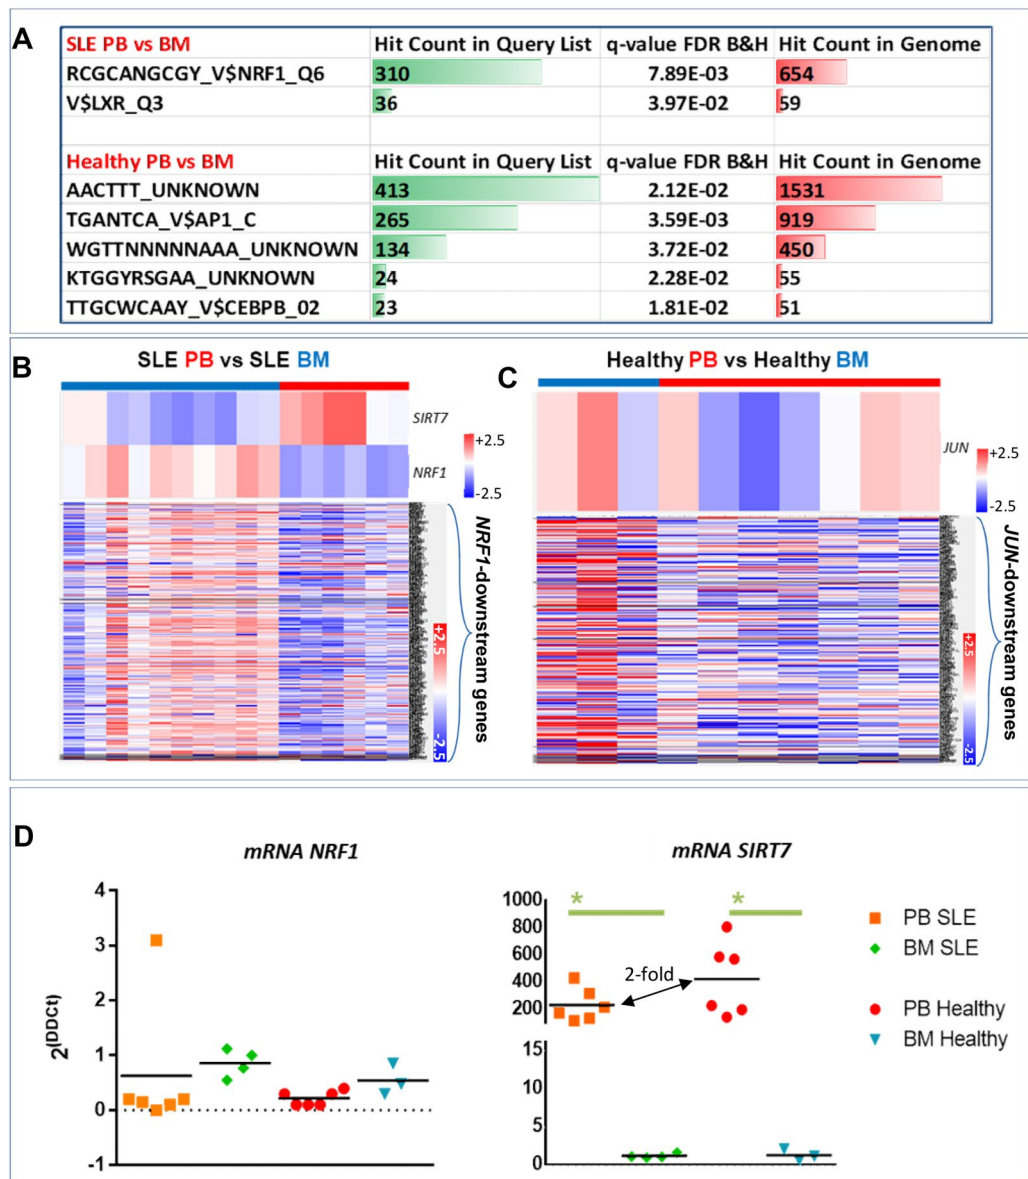 A
SLE PB vs BM Hit Count in Query List q-value FDR B&H Hit Count in Genome
RCGCANGCGY_V$NRF1_Q6 310 7.89E-03 654
V$LXR_Q3 36 3.97E-02 59
Healthy PB vs BM Hit Count in Query List q-value FDR B&H Hit Count in Genome
AACTTT_UNKNOWN 413 2.12E-02 1531
TGANTCA_V$AP1_C 265 3.59E-03 919
WGTTNNNNNAAA_UNKNOWN 134 3.72E-02 450
KTGGYRSGAA_UNKNOWN 24 2.28E-02 55
TTGCWCAAY_V$CEBPB_02 23 1.81E-02 51
B
SLE PB vs SLE BM
SIRT7
NRF1
+2.5
-2.5
NRF1-downstream genes
+2.5
-2.5
C
Healthy PB vs Healthy BM
JUN
+2.5
-2.5
JUN-downstream genes
+2.5
-2.5
D
mRNA NRF1
2^(DDCt)
4
3
2
1
0
-1
mRNA SIRT7
1000
800
600
400
200
15
10
5
0
*
*
2-fold
PB SLE
BM SLE
PB Healthy
BM Healthy